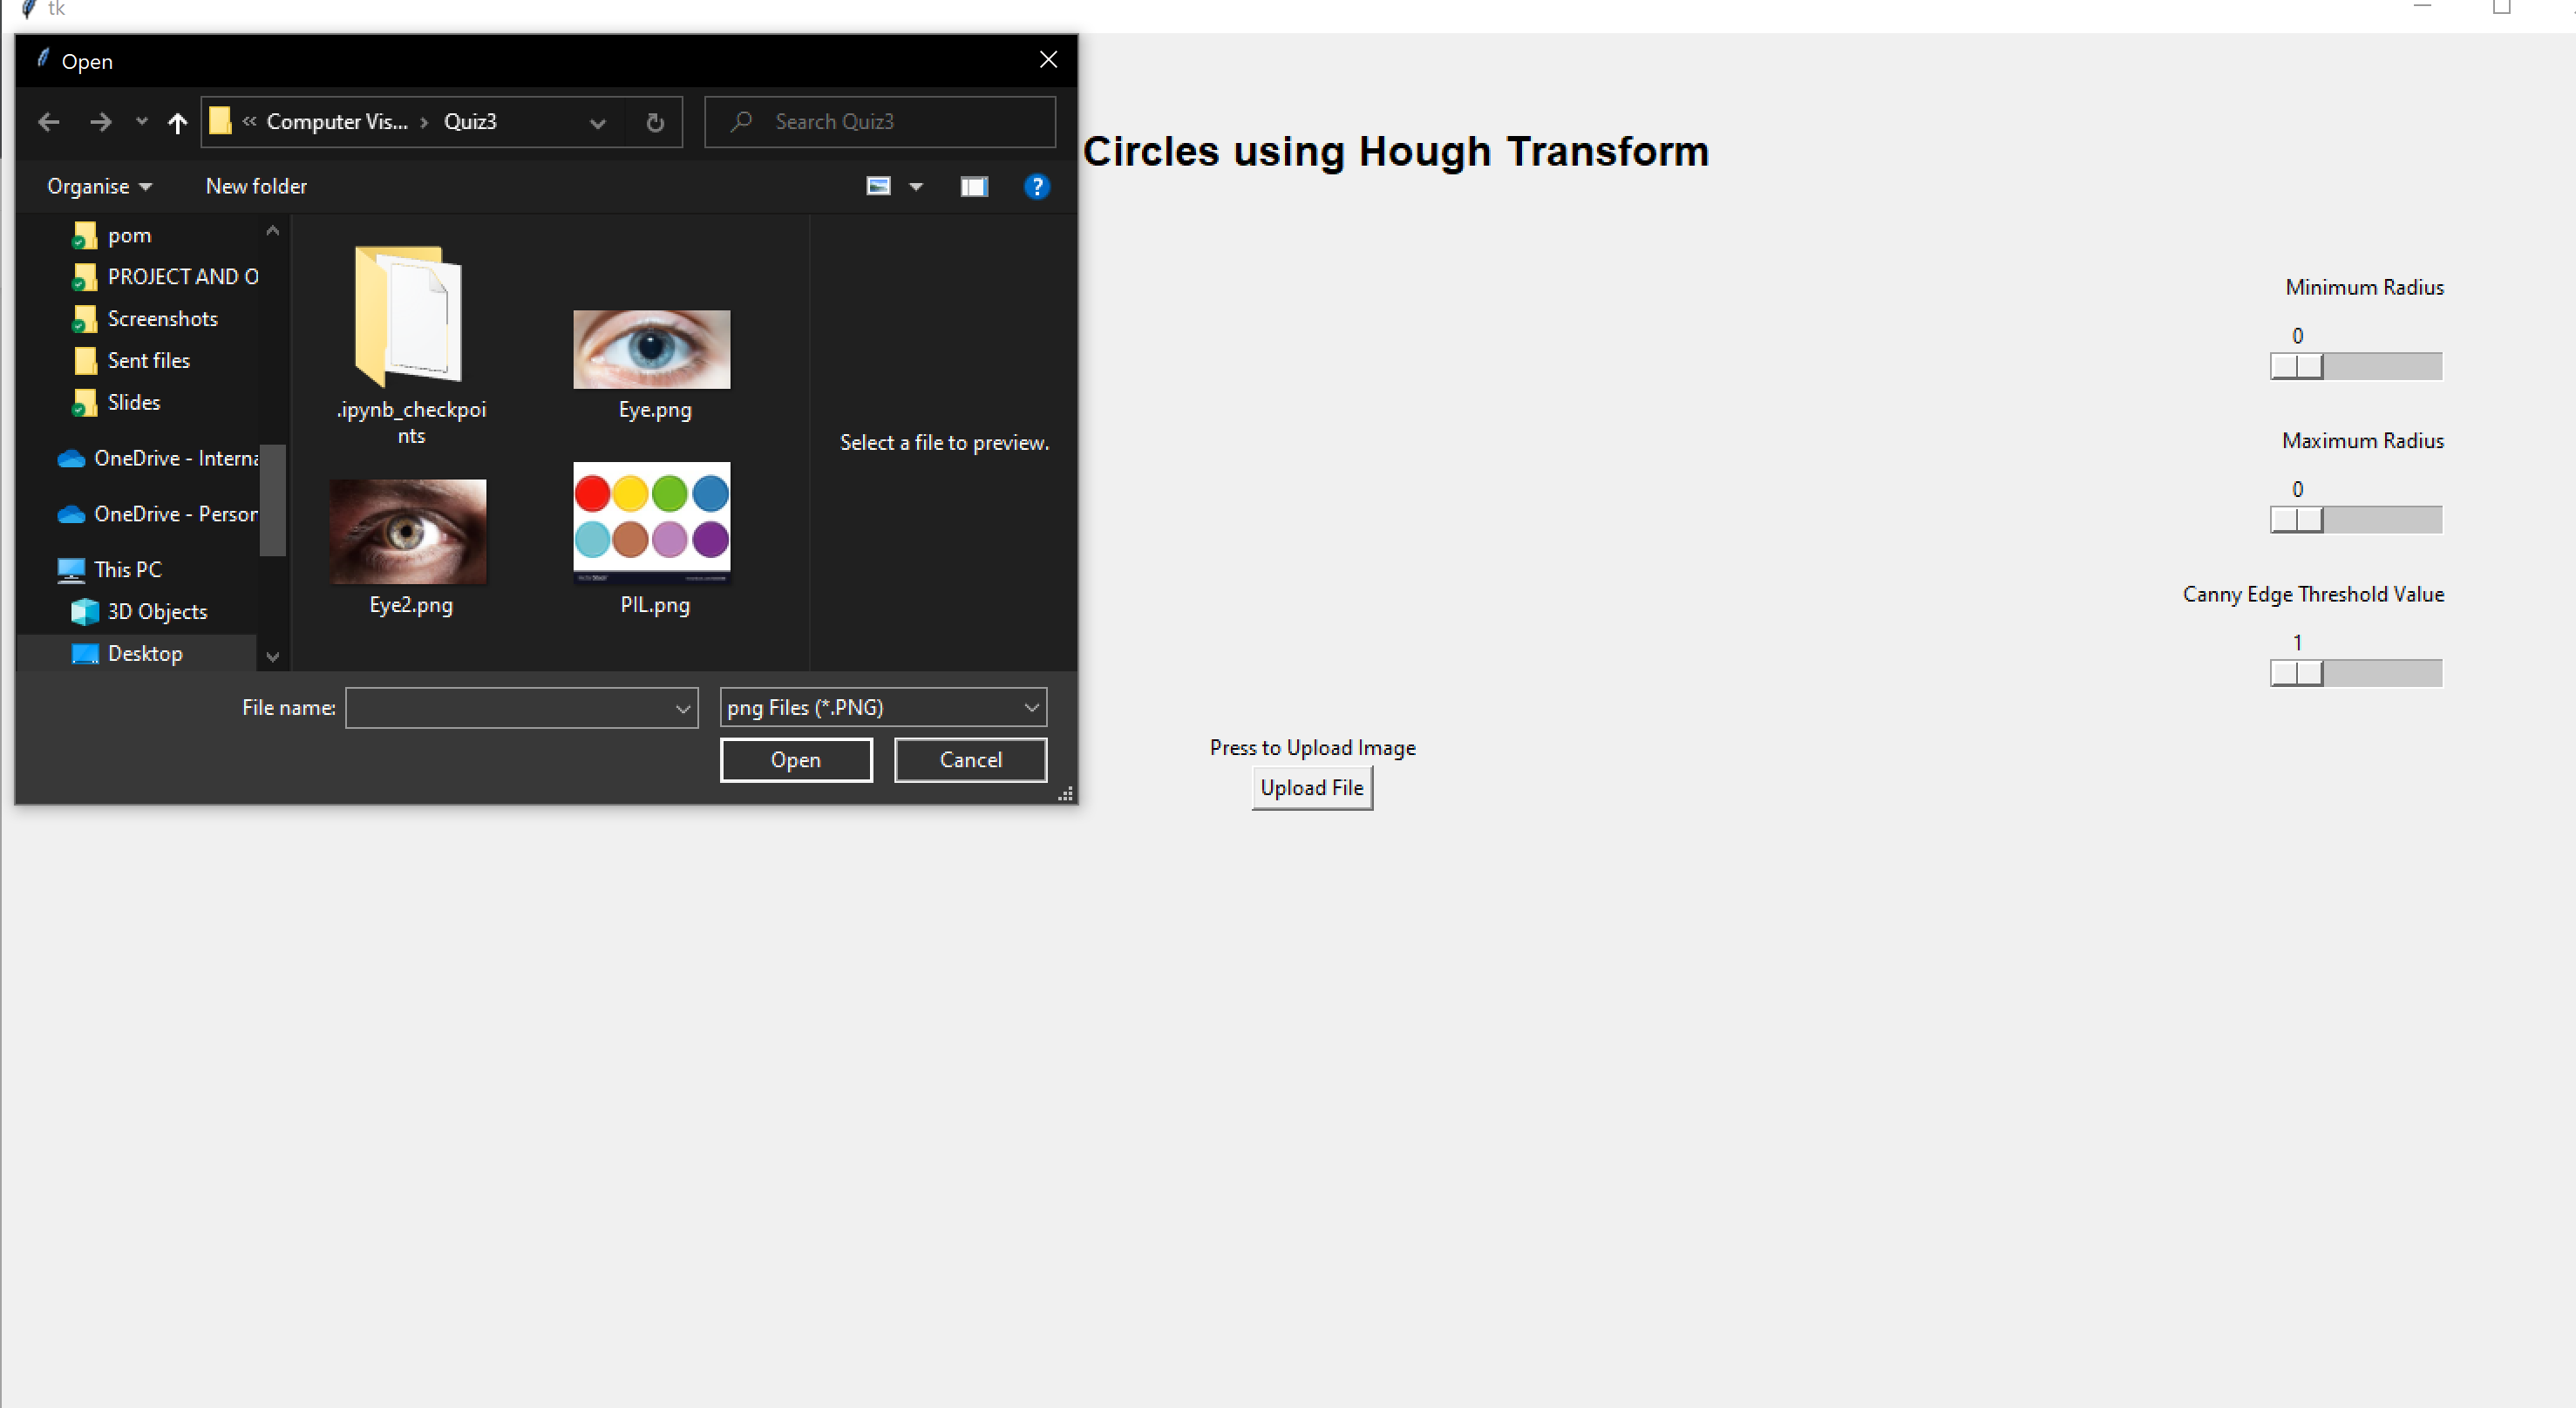 tk
Open
« Computer Vis... › Quiz3
Search Quiz3
Circles using Hough Transform
Organise
New folder
?
pom
PROJECT AND O
Screenshots
Sent files
Slides
OneDrive - Interna
OneDrive - Person
This PC
3D Objects
Desktop
.ipynb_checkpoi
nts
Eye.png
Eye2.png
PIL.png
Select a file to preview.
File name:
png Files (*.PNG)
Open
Cancel
Minimum Radius
0
Maximum Radius
0
Canny Edge Threshold Value
1
Press to Upload Image
Upload File